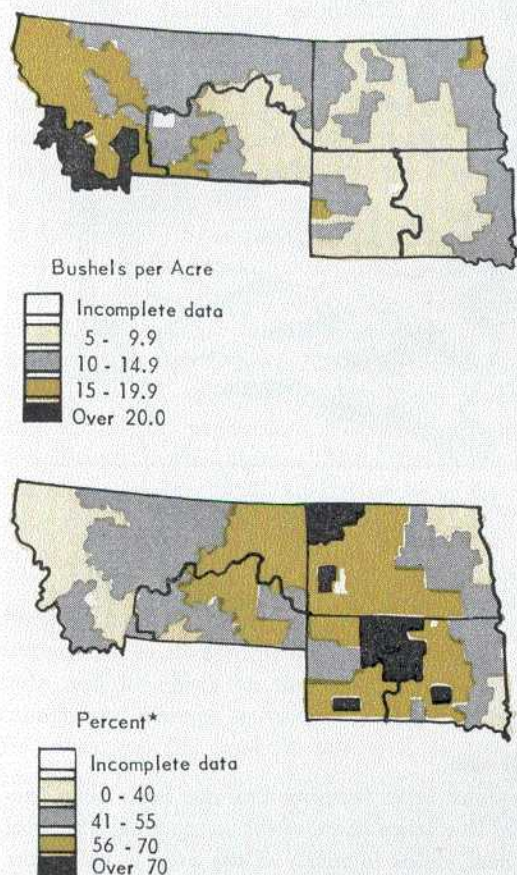 Bushels per Acre
Incomplete data
5 - 9.9
10 - 14.9
15 - 19.9
Over 20.0
Percent*
Incomplete data
0 - 40
41 - 55
56 - 70
Over 70